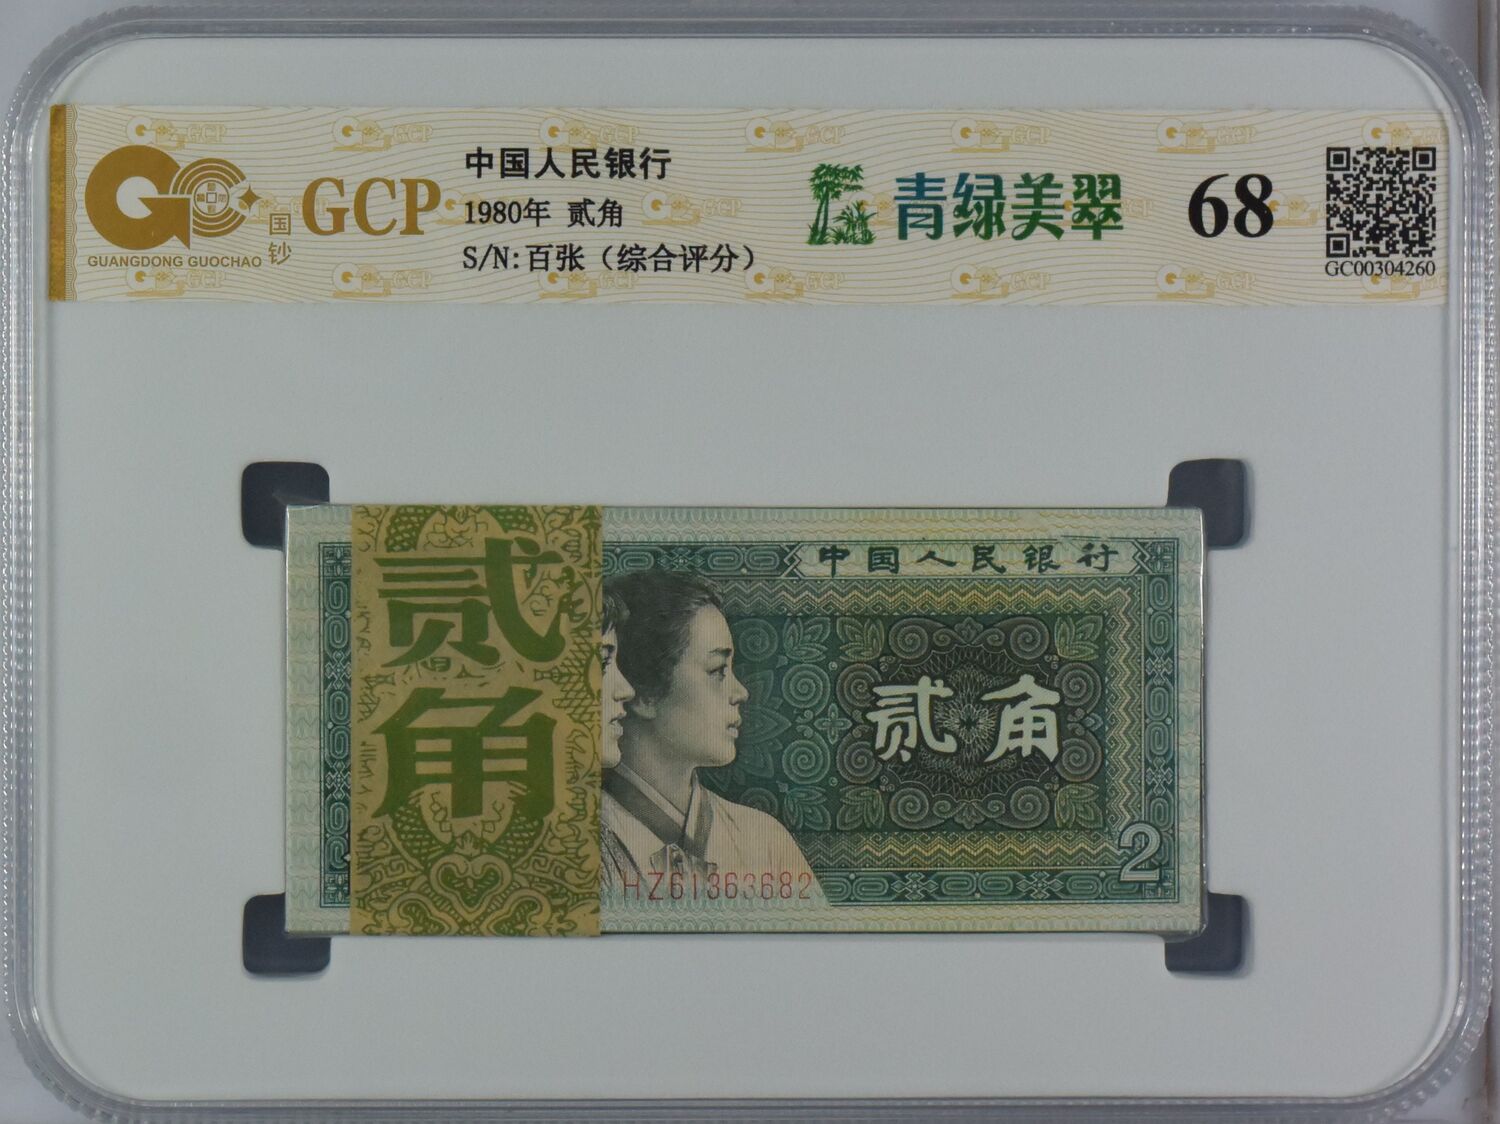 GUANGDONG GUOCHAO
国钞
GCP
中国人民银行
1980年 贰角
S/N:百张（综合评分）
青绿美翠
68
GC00304260
贰角
中国人民银行
贰角
2
HZ61363682